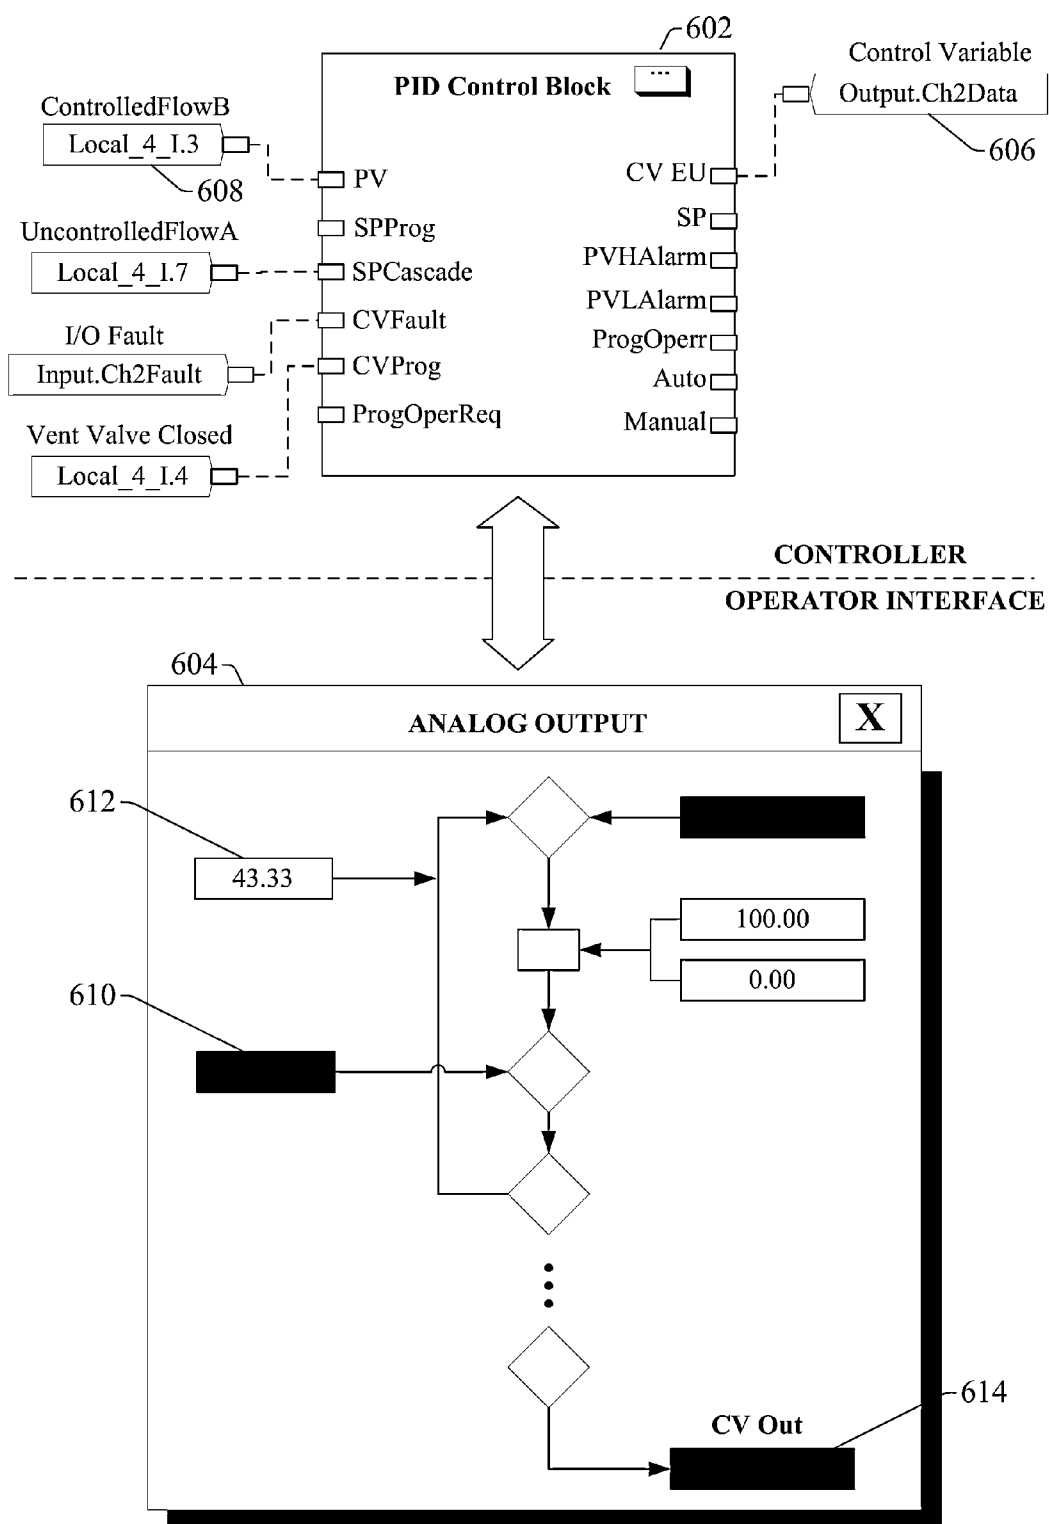 602
PID Control Block
...
Control Variable
Output.Ch2Data
606
ControlledFlowB
Local_4_I.3
608
UncontrolledFlowA
Local_4_I.7
I/O Fault
Input.Ch2Fault
Vent Valve Closed
Local_4_I.4
PV
SPProg
SPCascade
CVFault
CVProg
ProgOperReq
CV EU
SP
PVHAlarm
PVLAlarm
ProgOperr
Auto
Manual
CONTROLLER
OPERATOR INTERFACE
604
ANALOG OUTPUT
X
612
43.33
100.00
0.00
610
614
CV Out